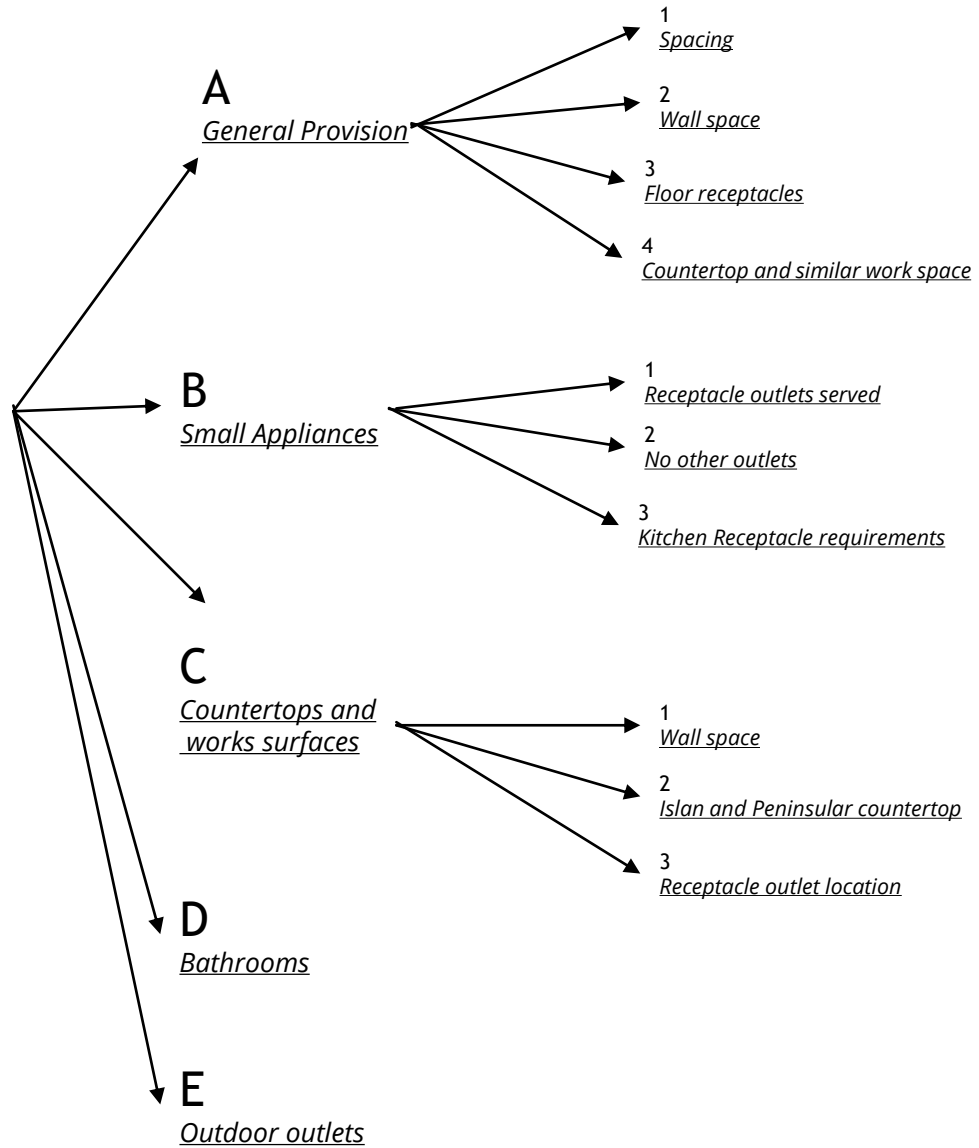 A
General Provision
1
Spacing
2
Wall space
3
Floor receptacles
4
Countertop and similar work space
B
Small Appliances
1
Receptacle outlets served
2
No other outlets
3
Kitchen Receptacle requirements
C
Countertops and
works surfaces
1
Wall space
2
Islan and Peninsular countertop
3
Receptacle outlet location
D
Bathrooms
E
Outdoor outlets